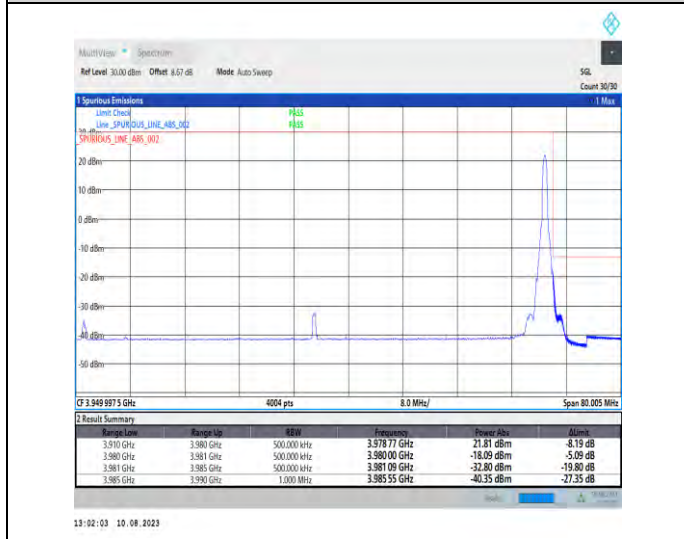 MultiView Spectrum
Ref Level 30.00 dBm Offset 8.67 dB Mode Auto Sweep SGL
Count 30/30
1 Spurious Emissions 1 Max
Limit Check PASS
Line _SPURIOUS_LINE_ABS_002 PASS
_SPURIOUS_LINE_ABS_002
20 dBm
10 dBm
0 dBm
-10 dBm
-20 dBm
-30 dBm
-40 dBm
-50 dBm
CF 3.949 997 5 GHz 4004 pts 8.0 MHz/ Span 80.005 MHz
2 Result Summary
Range Low Range Up RBW Frequency Power Abs ΔLimit
3.910 GHz 3.980 GHz 500.000 kHz 3.978 77 GHz 21.81 dBm -8.19 dB
3.980 GHz 3.981 GHz 500.000 kHz 3.980 00 GHz -18.09 dBm -5.09 dB
3.981 GHz 3.985 GHz 500.000 kHz 3.981 09 GHz -32.80 dBm -19.80 dB
3.985 GHz 3.990 GHz 1.000 MHz 3.985 55 GHz -40.35 dBm -27.35 dB
13:02:03 10.08.2023